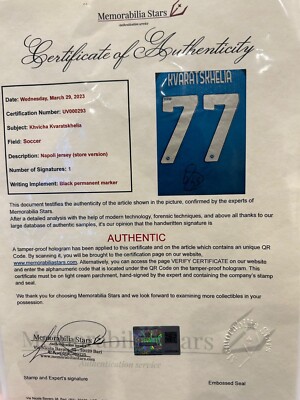 Memorabilia Stars
Authentication service
Certificate of Authenticity
Date: Wednesday, March 29, 2023
Certification Number: UV000293
Subject: Khvicha Kvaratskhelia
Field: Soccer
Description: Napoli jersey (store version)
Number of Signatures: 1
Writing Implement: Black permanent marker
KVARATSKHELIA
77
This document testifies the authenticity of the article shown in the picture, confirmed by the experts of
Memorabilia Stars.
After a detailed analysis with the help of modern technology, forensic techniques, and above all thanks to our
large database of authentic samples, it's our opinion that the handwritten signature is
AUTHENTIC
A tamper-proof hologram has been applied to this certificate and on the article which contains an unique QR
Code. By scanning it, you will be brought to the certification page on our website,
www.memorabiliastars.com. Alternatively, you can access the page VERIFY CERTIFICATE on our website and
enter the alphanumeric code that is located under the QR Code on the tamper-proof hologram. This
certificate must be on light cream parchment, hand-signed by the expert and containing the company's stamp
and seal.
We thank you for choosing Memorabilia Stars and we look forward to examining more collectibles in your
possession.
Memorabilia Stars
Memorabilia Stars
Stamp and Expert's signature
Embossed Seal